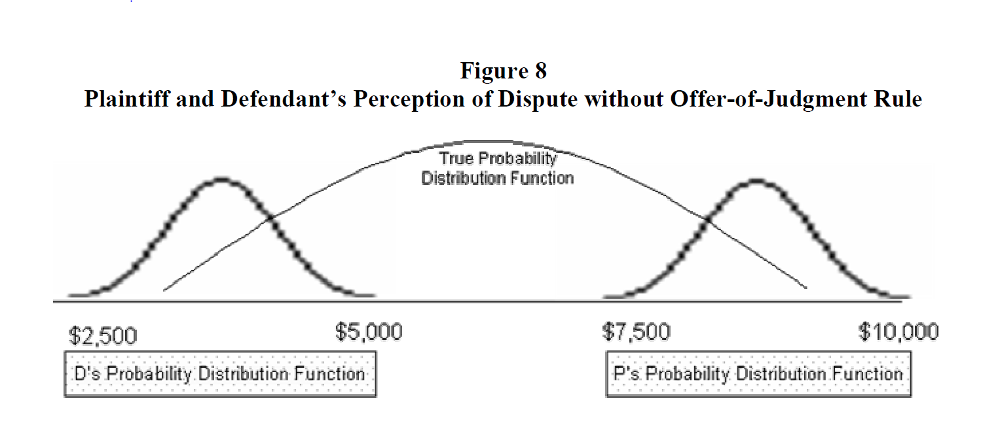 Figure 8
Plaintiff and Defendant’s Perception of Dispute without Offer-of-Judgment Rule
True Probability
Distribution Function
$2,500
$5,000
$7,500
$10,000
D's Probability Distribution Function
P's Probability Distribution Function